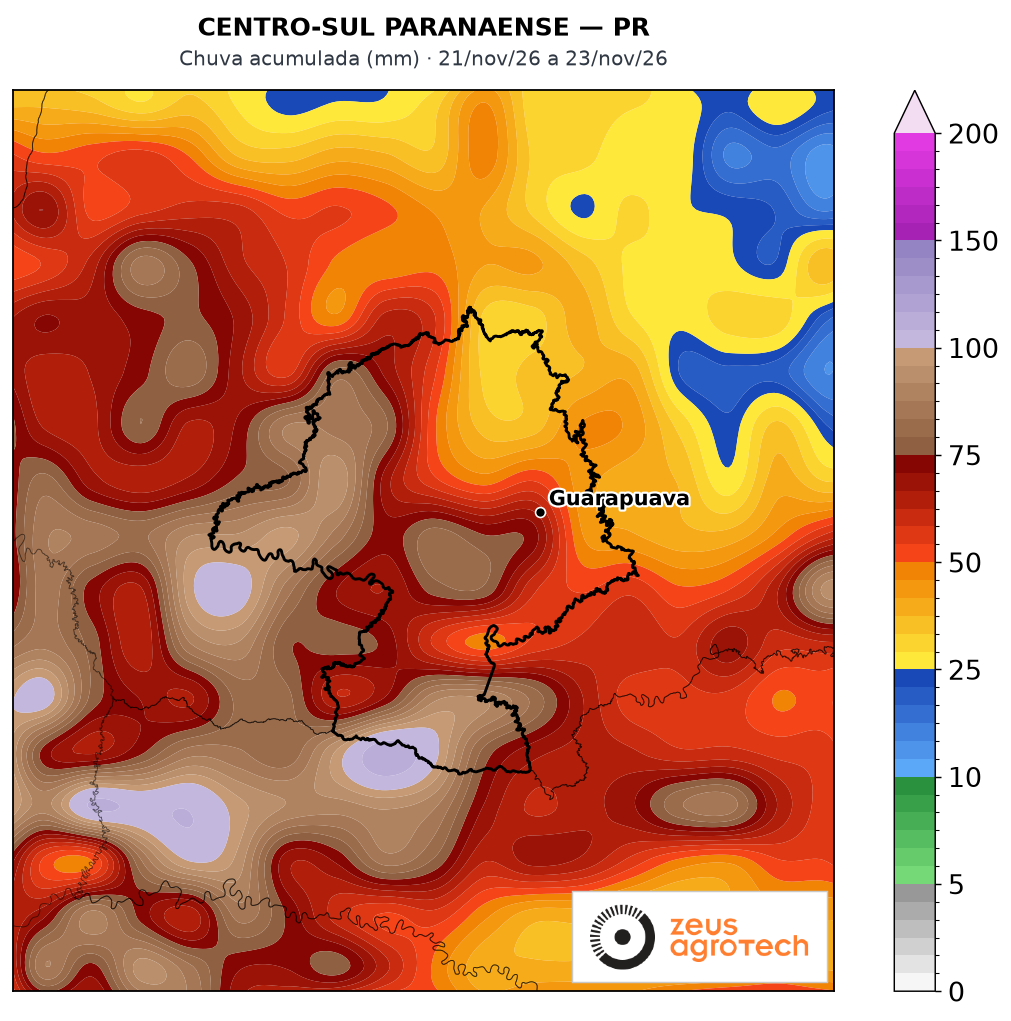 CENTRO-SUL PARANAENSE — PR
Chuva acumulada (mm) · 21/nov/26 a 23/nov/26
200
150
100
75
50
25
10
5
0
Guarapuava
zeus
agrotech